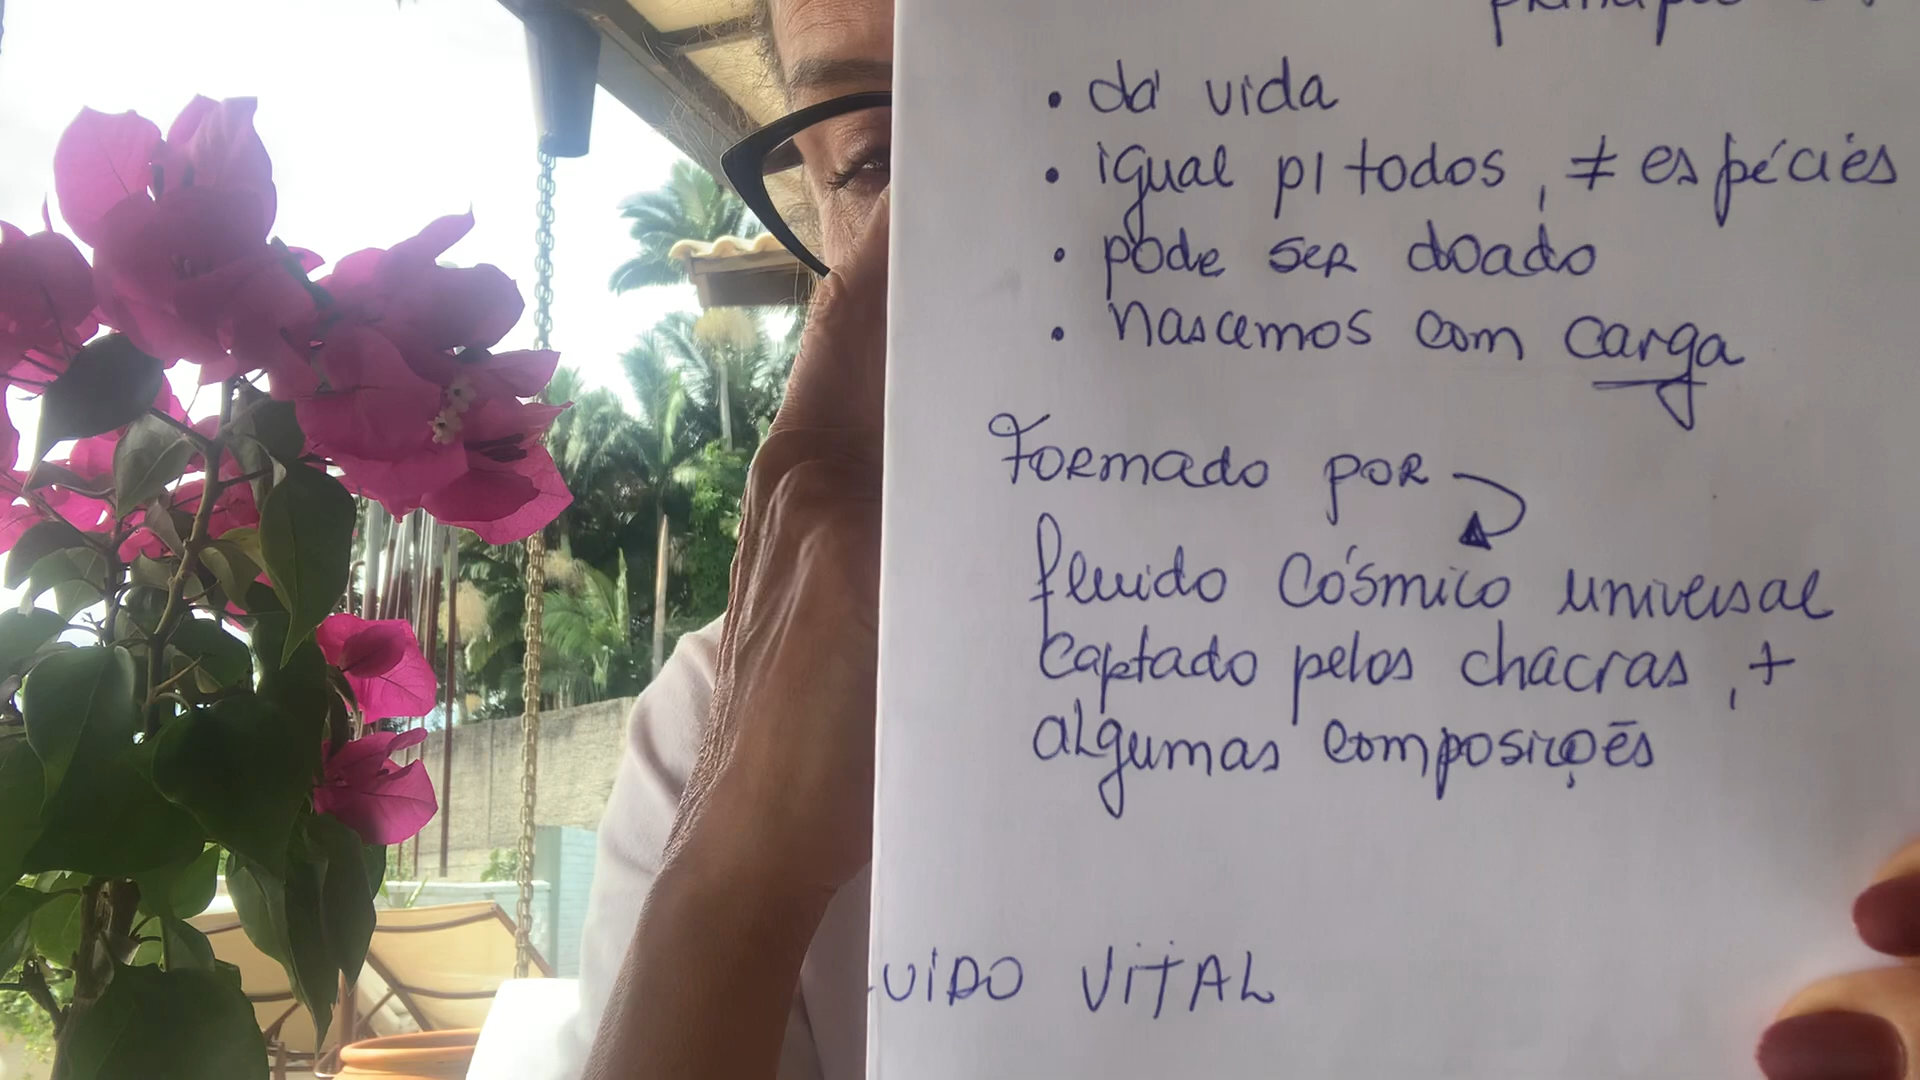 • dá vida
• igual p/ todos, ≠ espécies
• pode ser doado
• nascemos com carga
Formado por
fluido cósmico universal
captado pelos chacras, +
algumas composições
UIDO VITAL